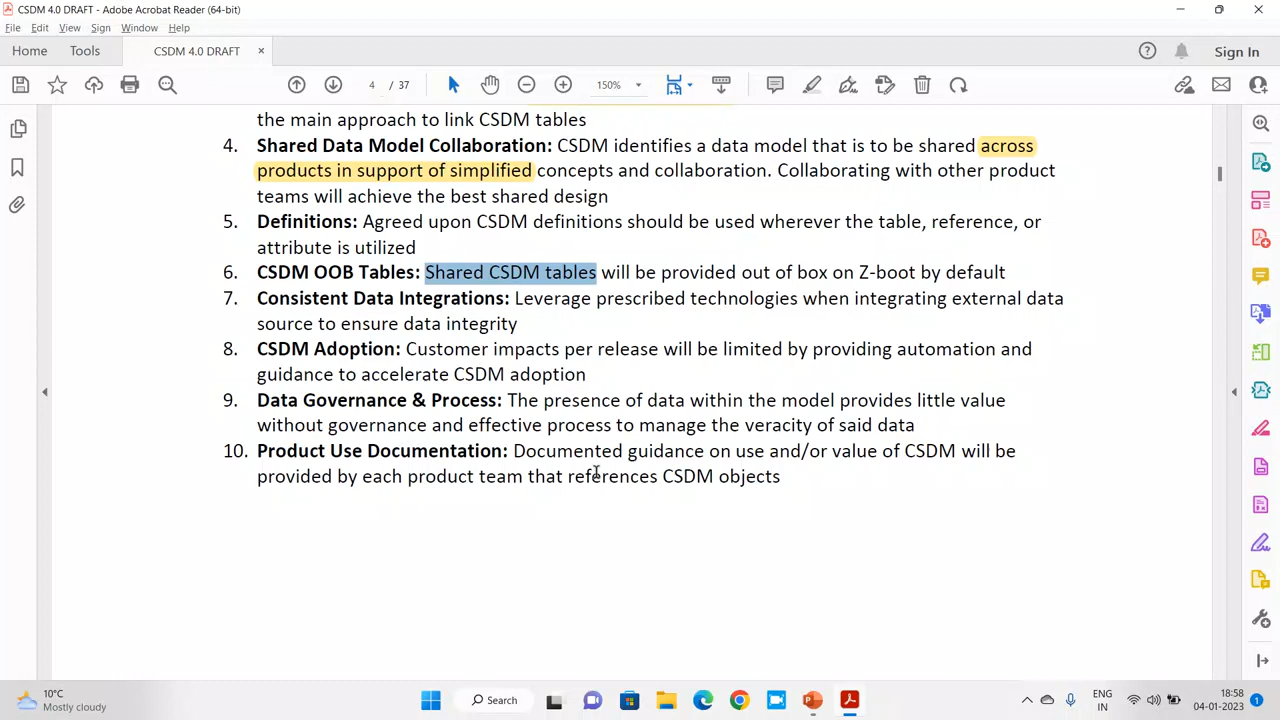 CSDM 4.0 DRAFT - Adobe Acrobat Reader (64-bit)
File Edit View Sign Window Help
Home Tools CSDM 4.0 DRAFT × Sign In
4 / 37 150%
the main approach to link CSDM tables
4. Shared Data Model Collaboration: CSDM identifies a data model that is to be shared across
products in support of simplified concepts and collaboration. Collaborating with other product
teams will achieve the best shared design
5. Definitions: Agreed upon CSDM definitions should be used wherever the table, reference, or
attribute is utilized
6. CSDM OOB Tables: Shared CSDM tables will be provided out of box on Z-boot by default
7. Consistent Data Integrations: Leverage prescribed technologies when integrating external data
source to ensure data integrity
8. CSDM Adoption: Customer impacts per release will be limited by providing automation and
guidance to accelerate CSDM adoption
9. Data Governance & Process: The presence of data within the model provides little value
without governance and effective process to manage the veracity of said data
10. Product Use Documentation: Documented guidance on use and/or value of CSDM will be
provided by each product team that references CSDM objects
10°C
Mostly cloudy
Search
ENG
IN
18:58
04-01-2023
1